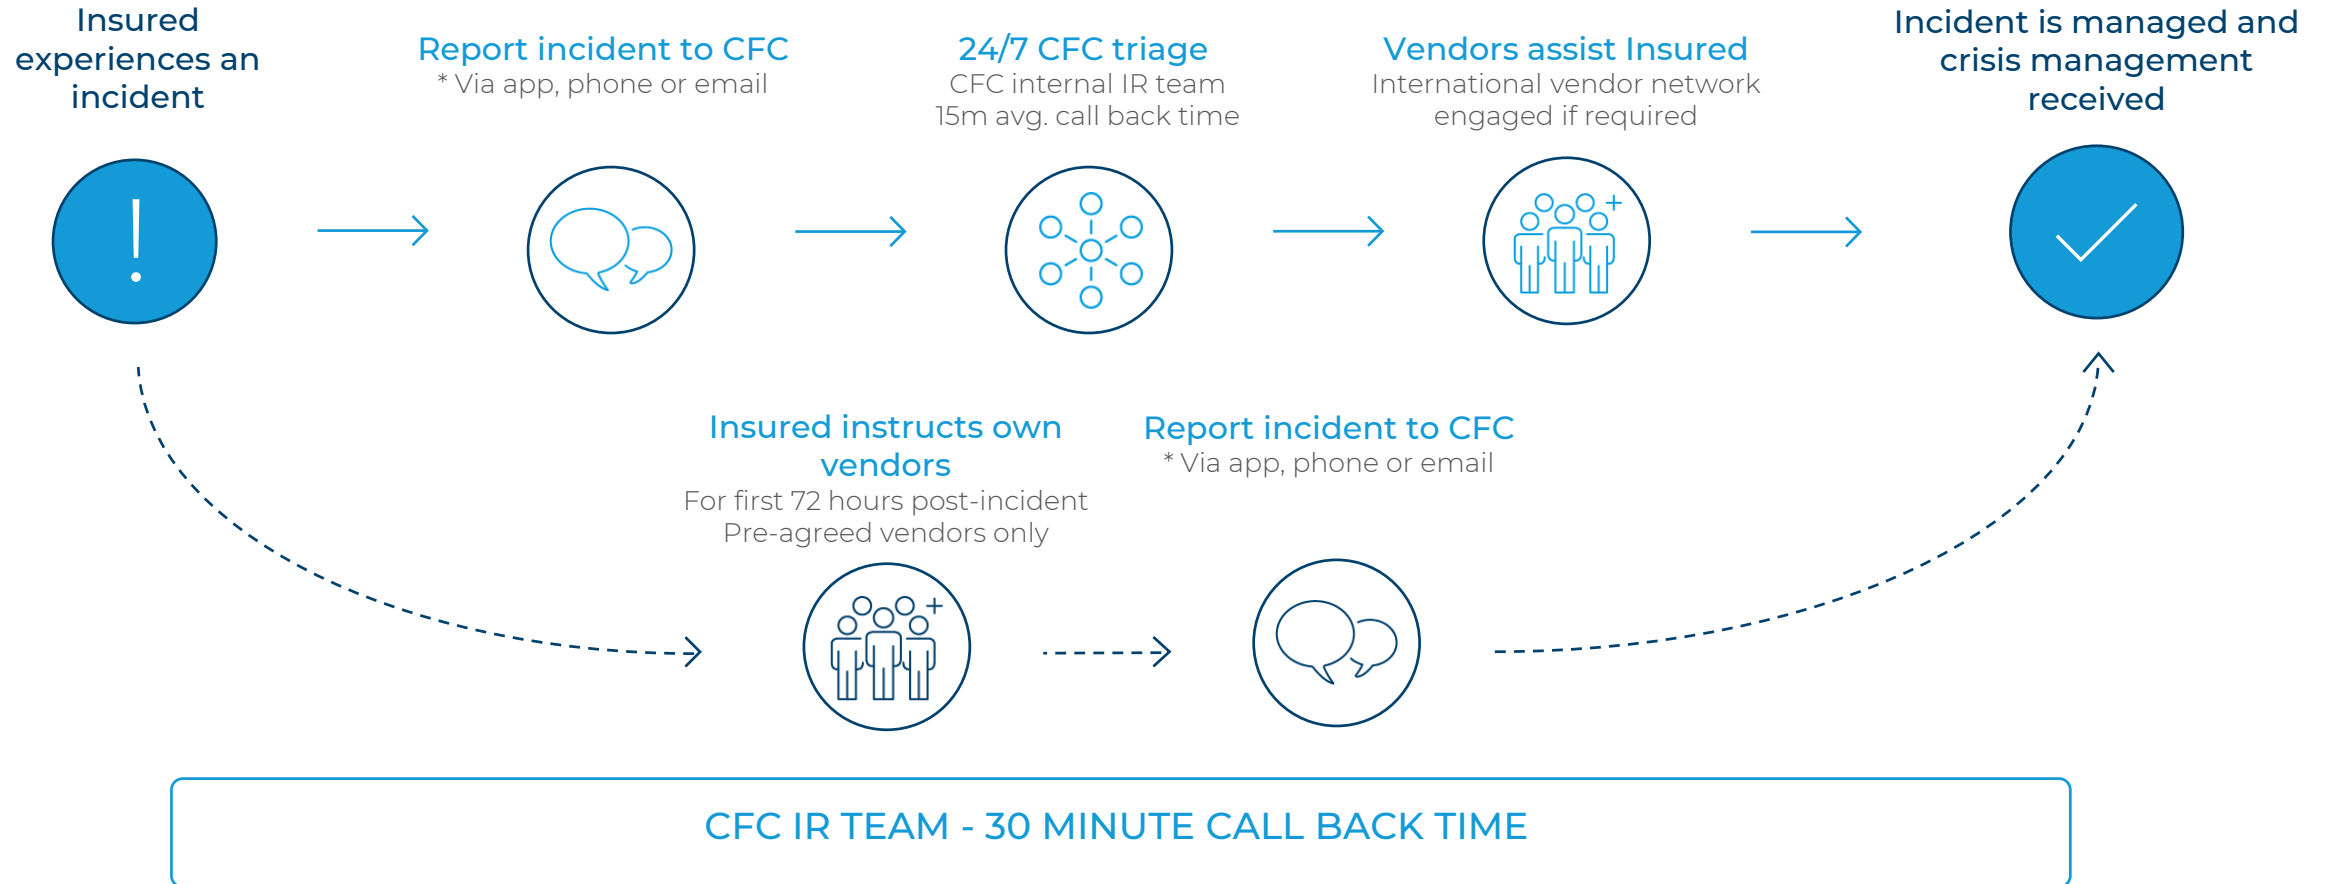 Insured
experiences an
incident
Report incident to CFC
* Via app, phone or email
24/7 CFC triage
CFC internal IR team
15m avg. call back time
Vendors assist Insured
International vendor network
engaged if required
Incident is managed and
crisis management
received
Insured instructs own
vendors
For first 72 hours post-incident
Pre-agreed vendors only
Report incident to CFC
* Via app, phone or email
CFC IR TEAM - 30 MINUTE CALL BACK TIME